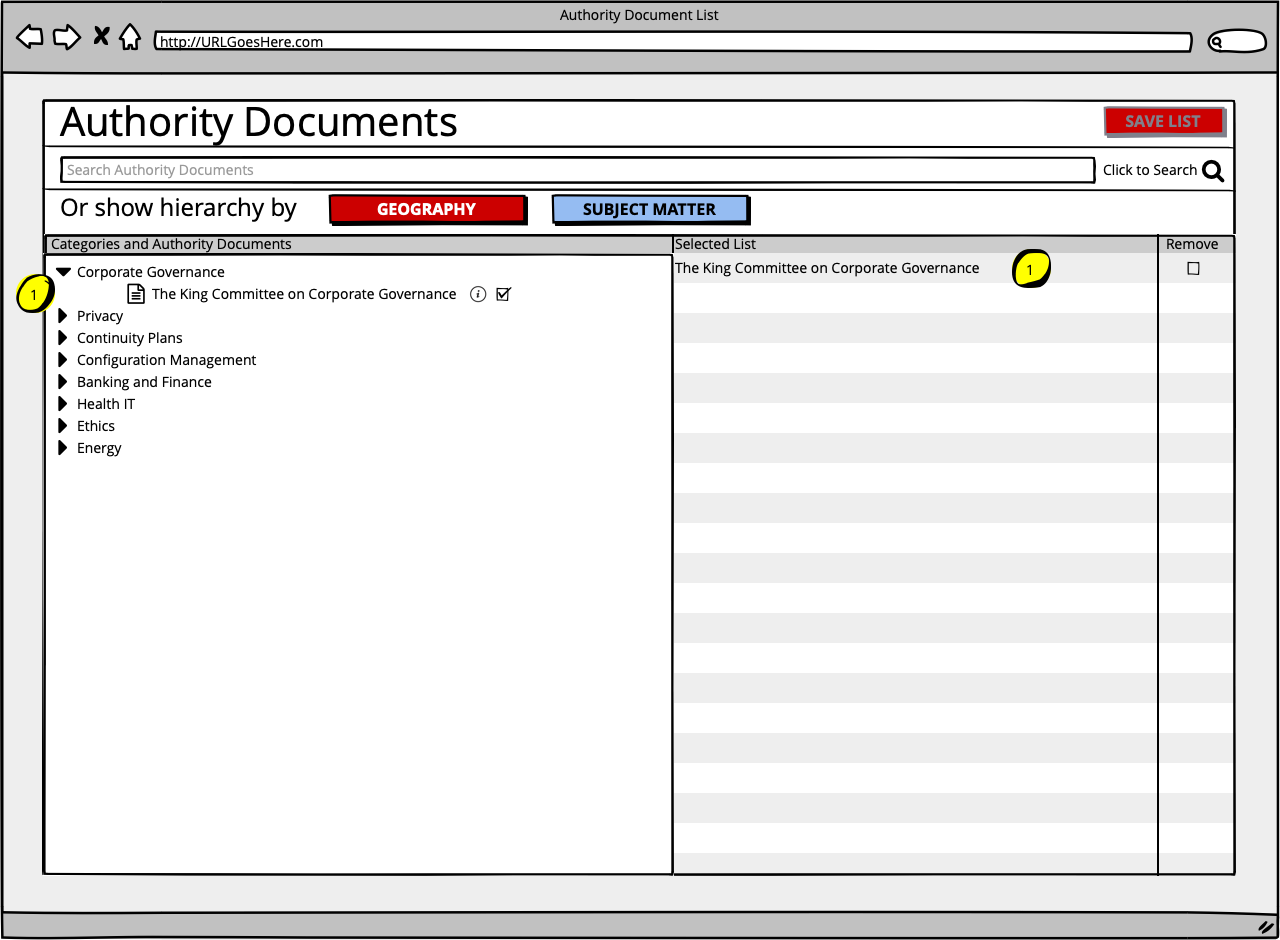 Authority Document List
http://URLGoesHere.com
Authority Documents
SAVE LIST
Search Authority Documents
Click to Search
Or show hierarchy by
GEOGRAPHY
SUBJECT MATTER
Categories and Authority Documents
Selected List
Remove
Corporate Governance
The King Committee on Corporate Governance
1
The King Committee on Corporate Governance
1
Privacy
Continuity Plans
Configuration Management
Banking and Finance
Health IT
Ethics
Energy